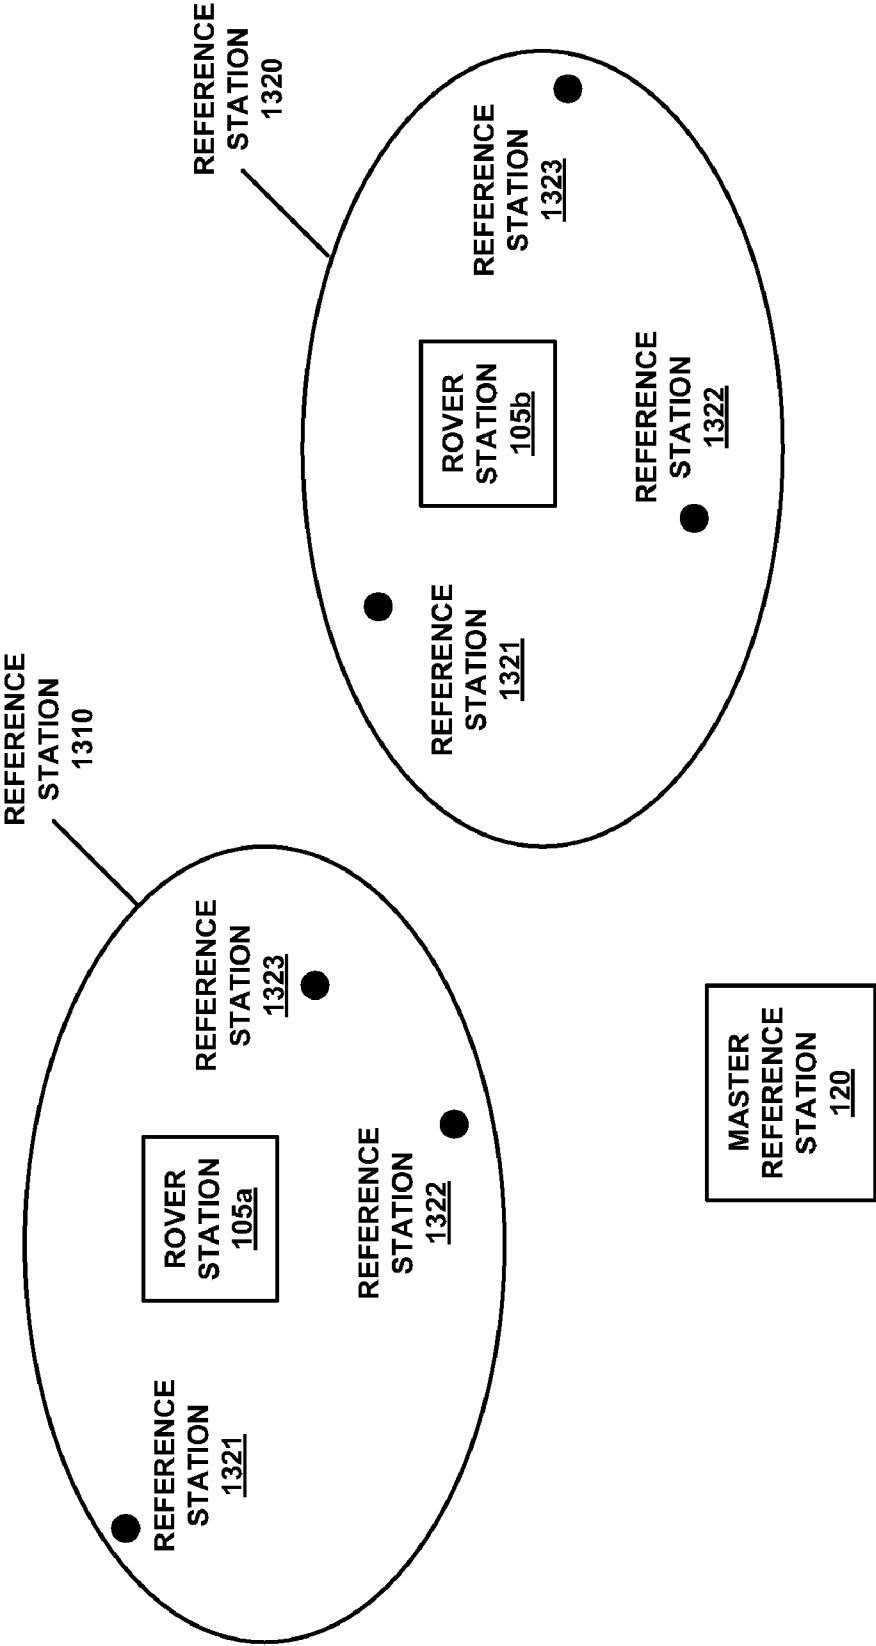 REFERENCE
STATION
1310
REFERENCE
STATION
1320
REFERENCE
STATION
1321
ROVER
STATION
105a
REFERENCE
STATION
1323
REFERENCE
STATION
1322
REFERENCE
STATION
1321
ROVER
STATION
105b
REFERENCE
STATION
1323
REFERENCE
STATION
1322
MASTER
REFERENCE
STATION
120